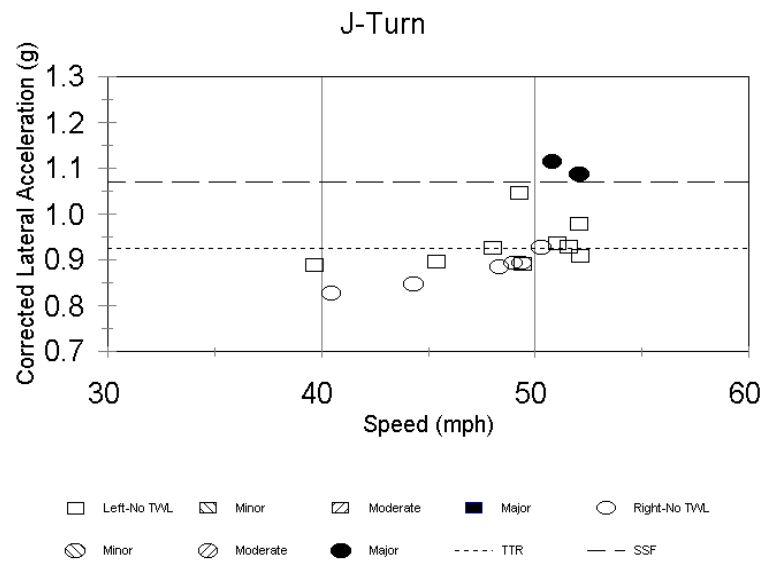 J-Turn
Corrected Lateral Acceleration (g)
1.3
1.2
1.1
1.0
0.9
0.8
0.7
30 40 50 60
Speed (mph)
Left-No TWL Minor Moderate Major Right-No TWL
Minor Moderate Major TTR SSF